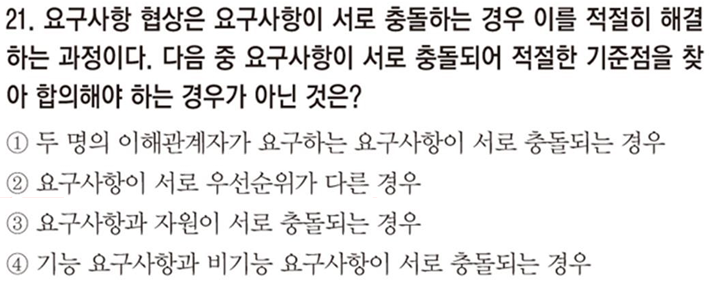 21. 요구사항 협상은 요구사항이 서로 충돌하는 경우 이를 적절히 해결
하는 과정이다. 다음 중 요구사항이 서로 충돌되어 적절한 기준점을 찾
아 합의해야 하는 경우가 아닌 것은?
① 두 명의 이해관계자가 요구하는 요구사항이 서로 충돌되는 경우
② 요구사항이 서로 우선순위가 다른 경우
③ 요구사항과 자원이 서로 충돌되는 경우
④ 기능 요구사항과 비기능 요구사항이 서로 충돌되는 경우